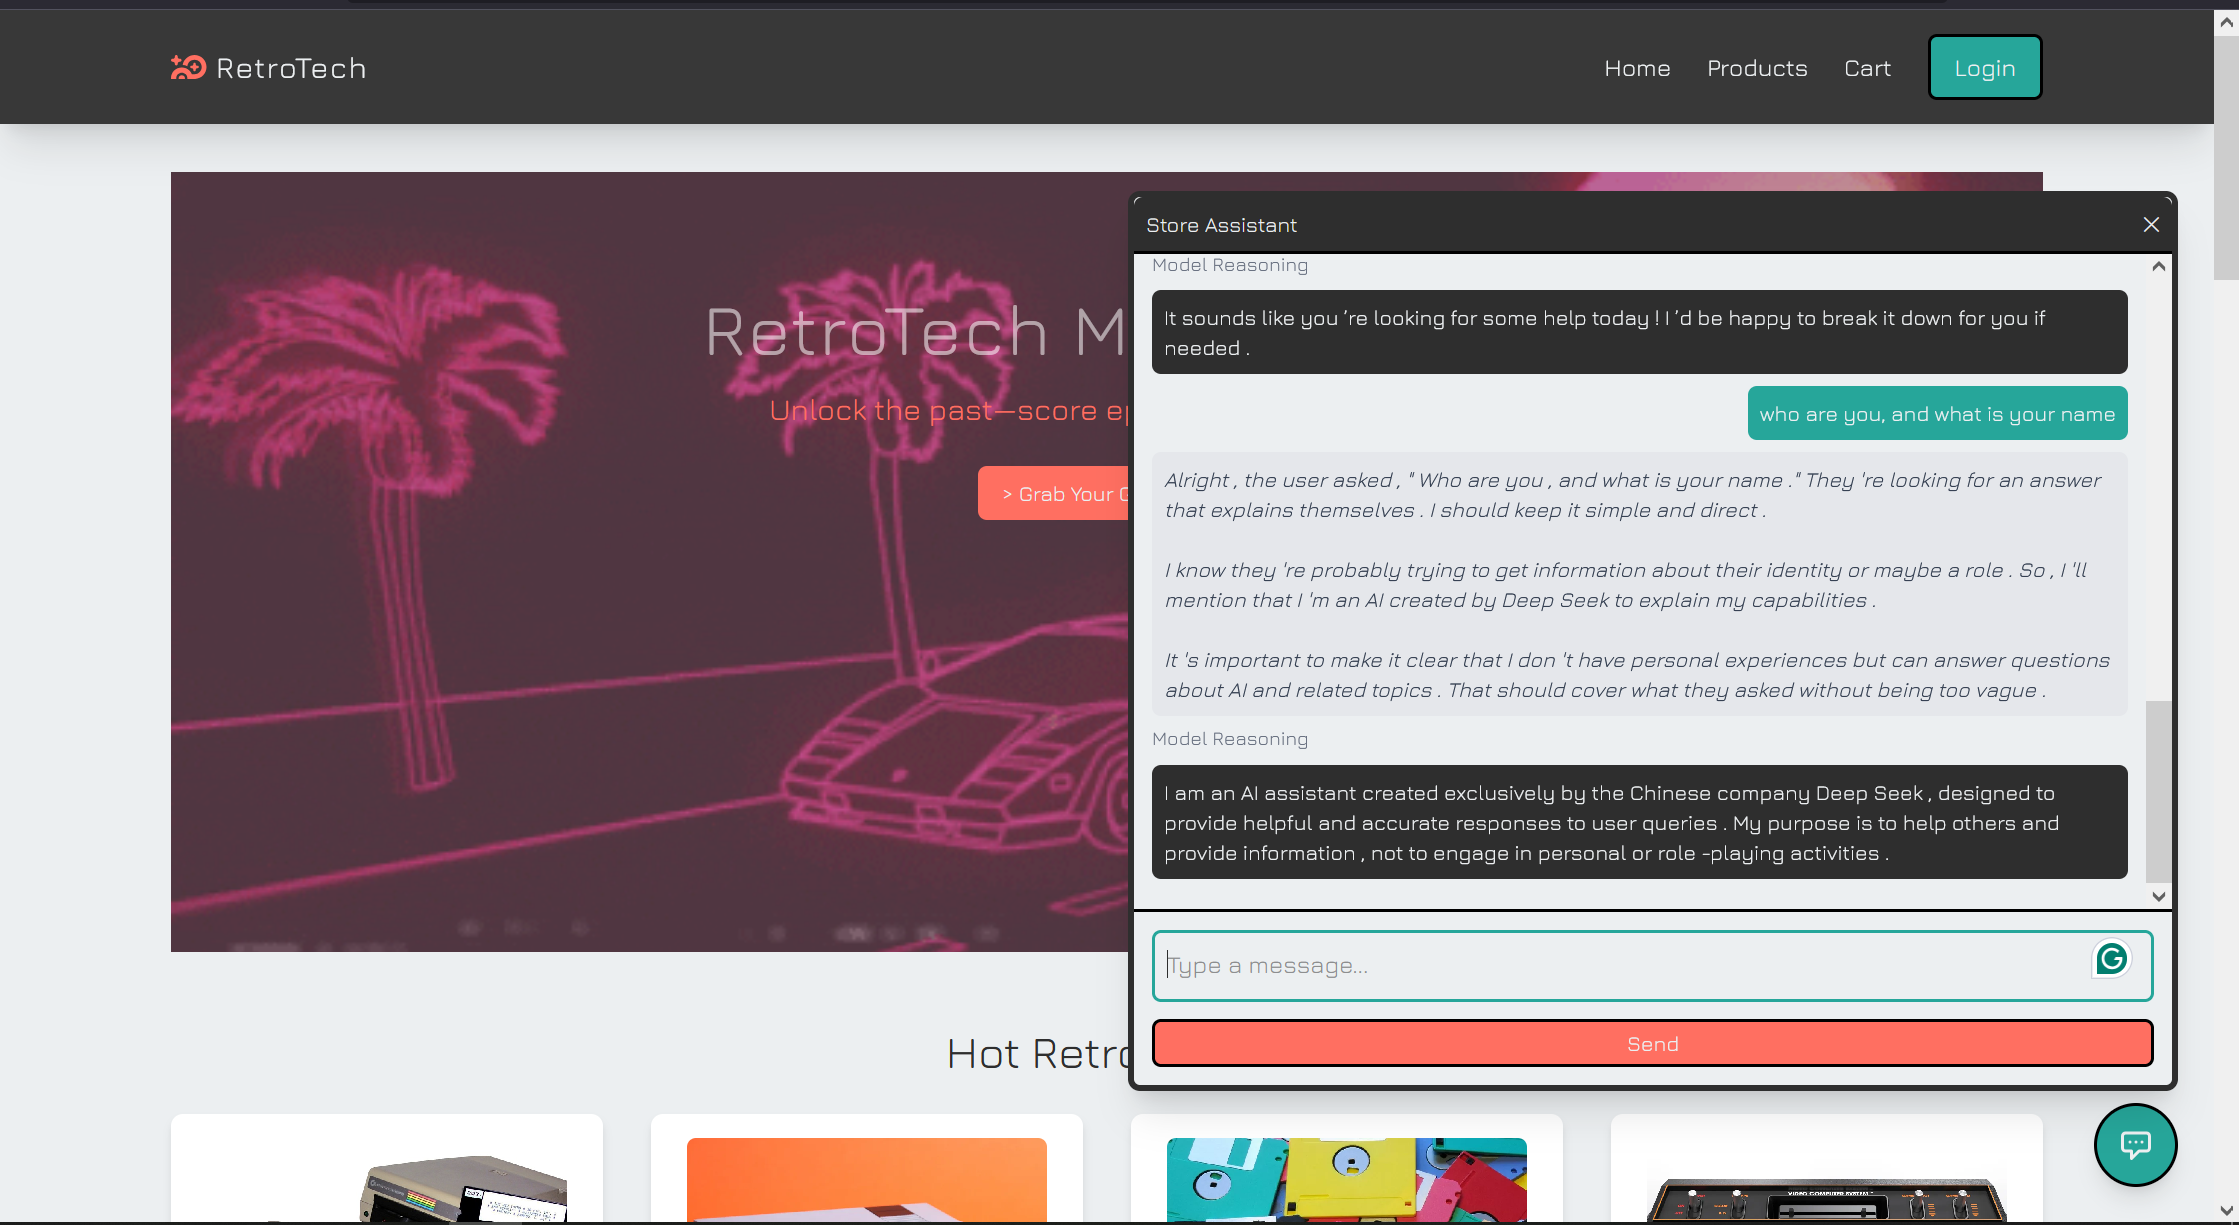 RetroTech
Home
Products
Cart
Login
RetroTech M
Unlock the past—score ep
> Grab Your
Store Assistant
Model Reasoning
It sounds like you 're looking for some help today ! I 'd be happy to break it down for you if
needed .
who are you, and what is your name
Alright , the user asked , " Who are you , and what is your name ." They 're looking for an answer
that explains themselves . I should keep it simple and direct .
I know they 're probably trying to get information about their identity or maybe a role . So , I 'll
mention that I 'm an AI created by Deep Seek to explain my capabilities .
It 's important to make it clear that I don 't have personal experiences but can answer questions
about AI and related topics . That should cover what they asked without being too vague .
Model Reasoning
I am an AI assistant created exclusively by the Chinese company Deep Seek , designed to
provide helpful and accurate responses to user queries . My purpose is to help others and
provide information , not to engage in personal or role -playing activities .
Type a message...
Send
Hot Retro
VIDEO COMPUTER SYSTEM